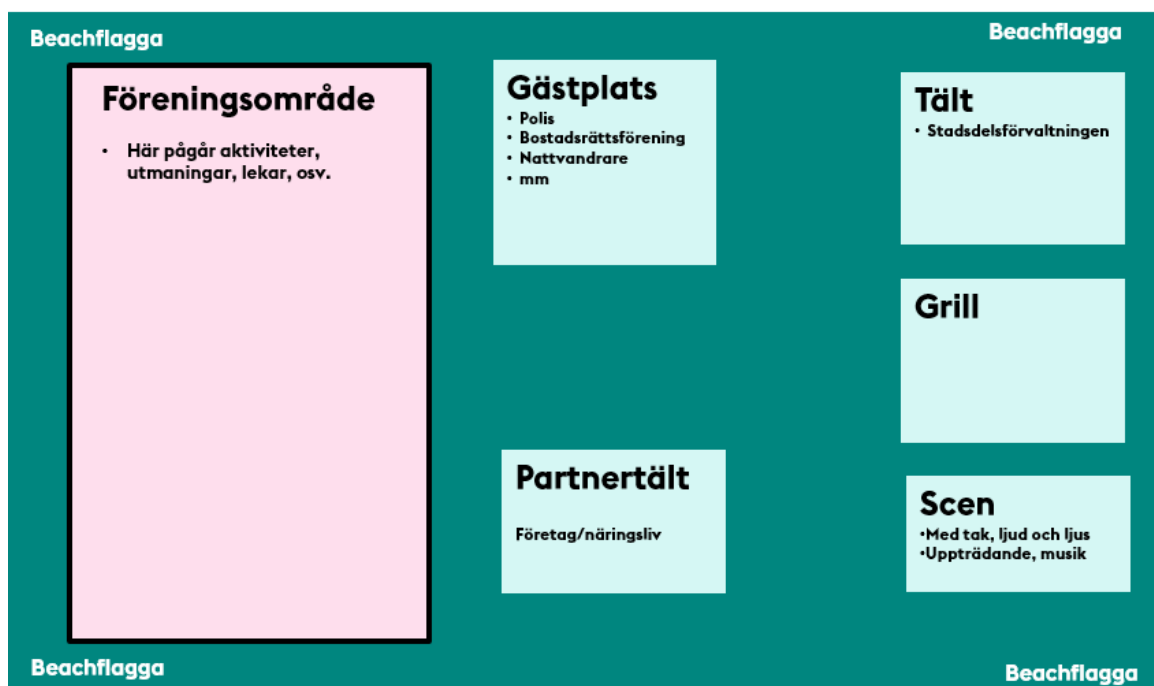 Beachflagga
Beachflagga
Föreningsområde
• Här pågår aktiviteter,
utmaningar, lekar, osv.
Gästplats
• Polis
• Bostadsrättsförening
• Nattvandrare
• mm
Tält
• Stadsdelsförvaltningen
Grill
Partnertält
Företag/näringsliv
Scen
•Med tak, ljud och ljus
•Uppträdande, musik
Beachflagga
Beachflagga